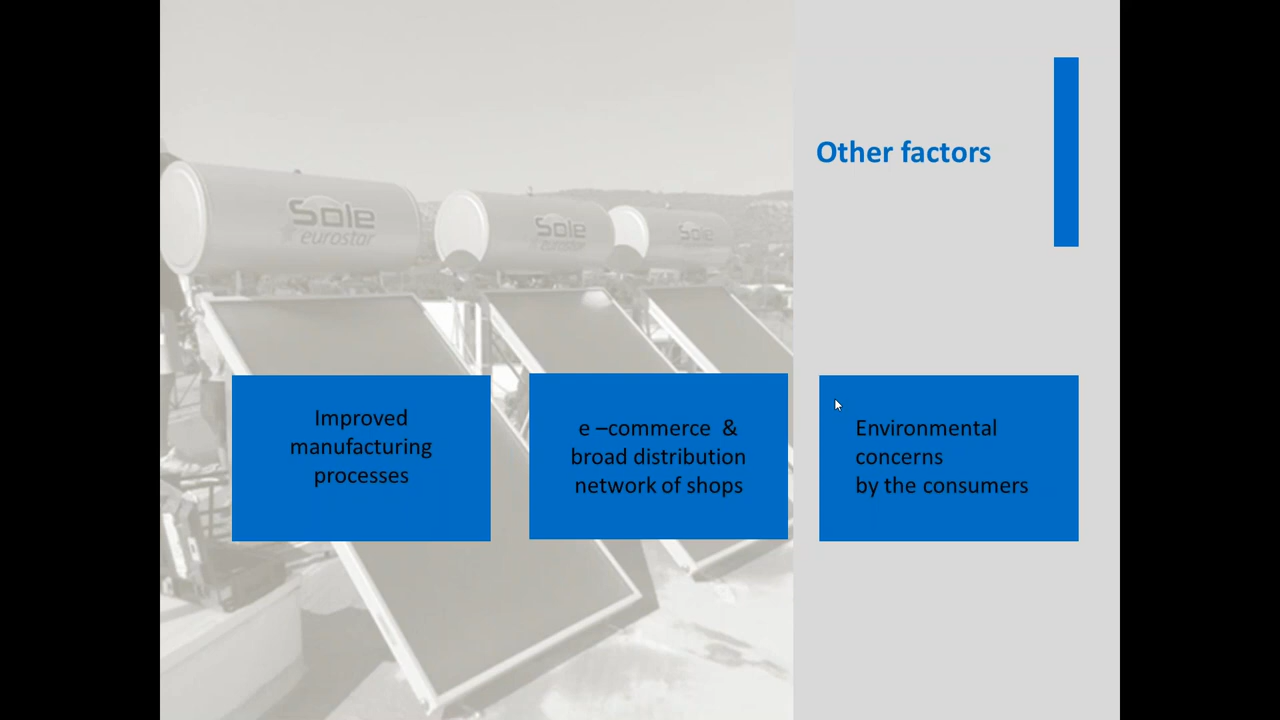 Other factors
Sole
eurostar
Sole
eurostar
Sole
Improved
manufacturing
processes
e –commerce &
broad distribution
network of shops
Environmental
concerns
by the consumers